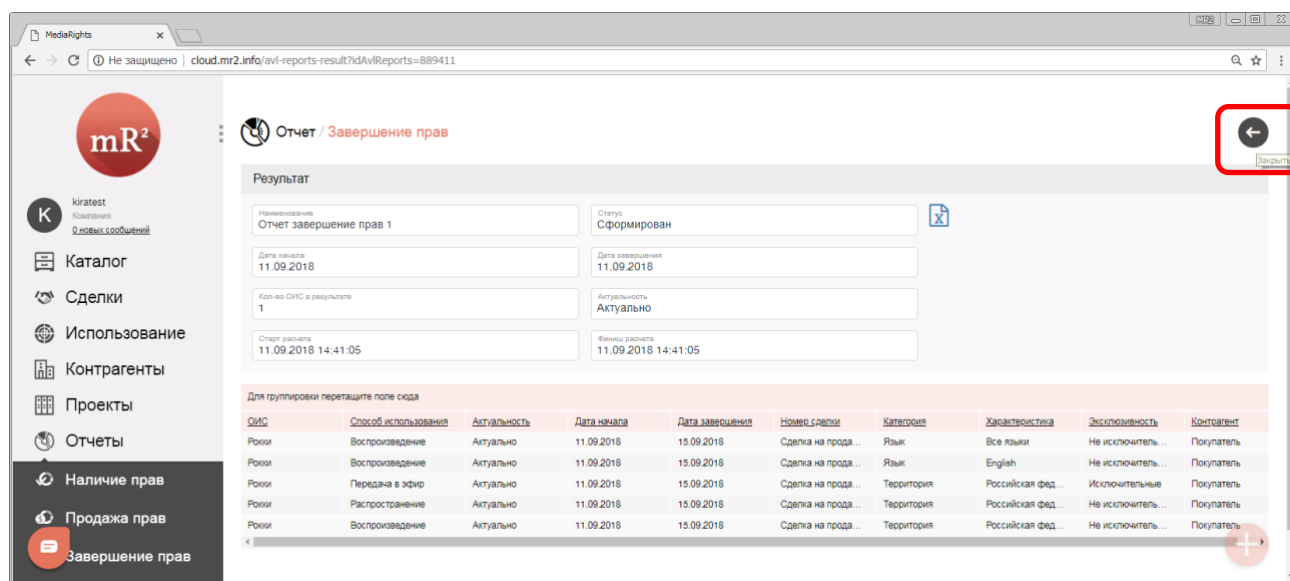 MediaRights
Не защищено | cloud.mr2.info/avl-reports-result?idAvlReports=889411
mR²
Отчет / Завершение прав
Закрыть
kiratest
Компания
0 новых сообщений
K
Каталог
Сделки
Использование
Контрагенты
Проекты
Отчеты
Наличие прав
Продажа прав
Завершение прав
Результат
Наименование Статус
Отчет завершение прав 1 Сформирован
Дата начала Дата завершения
11.09.2018 11.09.2018
Кол-во ОИС в результате Актуальность
1 Актуально
Старт расчета Финиш расчета
11.09.2018 14:41:05 11.09.2018 14:41:05
Для группировки перетащите поле сюда
ОИС Способ использования Актуальность Дата начала Дата завершения Номер сделки Категория Характеристика Эксклюзивность Контрагент
Рокки Воспроизведение Актуально 11.09.2018 15.09.2018 Сделка на прода... Язык Все языки Не исключитель... Покупатель
Рокки Воспроизведение Актуально 11.09.2018 15.09.2018 Сделка на прода... Язык English Не исключитель... Покупатель
Рокки Передача в эфир Актуально 11.09.2018 15.09.2018 Сделка на прода... Территория Российская фед... Исключительные Покупатель
Рокки Распространение Актуально 11.09.2018 15.09.2018 Сделка на прода... Территория Российская фед... Не исключитель... Покупатель
Рокки Воспроизведение Актуально 11.09.2018 15.09.2018 Сделка на прода... Территория Российская фед... Не исключитель... Покупатель